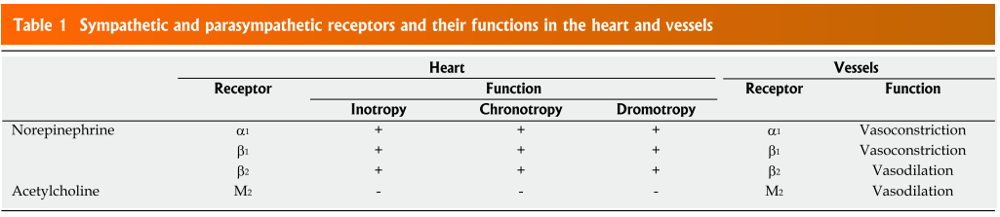 Table 1 Sympathetic and parasympathetic receptors and their functions in the heart and vessels
Heart Vessels
Receptor Function Receptor Function
Inotropy Chronotropy Dromotropy
Norepinephrine α1 + + + α1 Vasoconstriction
β1 + + + β1 Vasoconstriction
β2 + + + β2 Vasodilation
Acetylcholine M2 - - - M2 Vasodilation